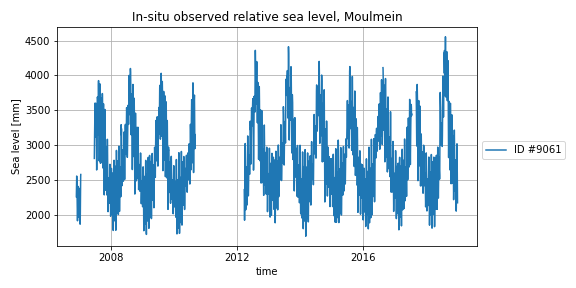 In-situ observed relative sea level, Moulmein
4500
4000
3500
3000
2500
2000
Sea level [mm]
ID #9061
2008
2012
2016
time